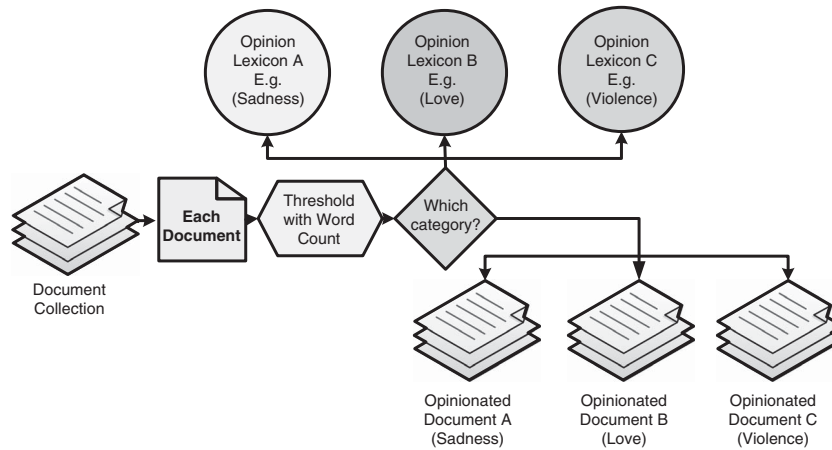 Opinion
Lexicon A
E.g.
(Sadness)
Opinion
Lexicon B
E.g.
(Love)
Opinion
Lexicon C
E.g.
(Violence)
Document
Collection
Each
Document
Threshold
with Word
Count
Which
category?
Opinionated
Document A
(Sadness)
Opinionated
Document B
(Love)
Opinionated
Document C
(Violence)